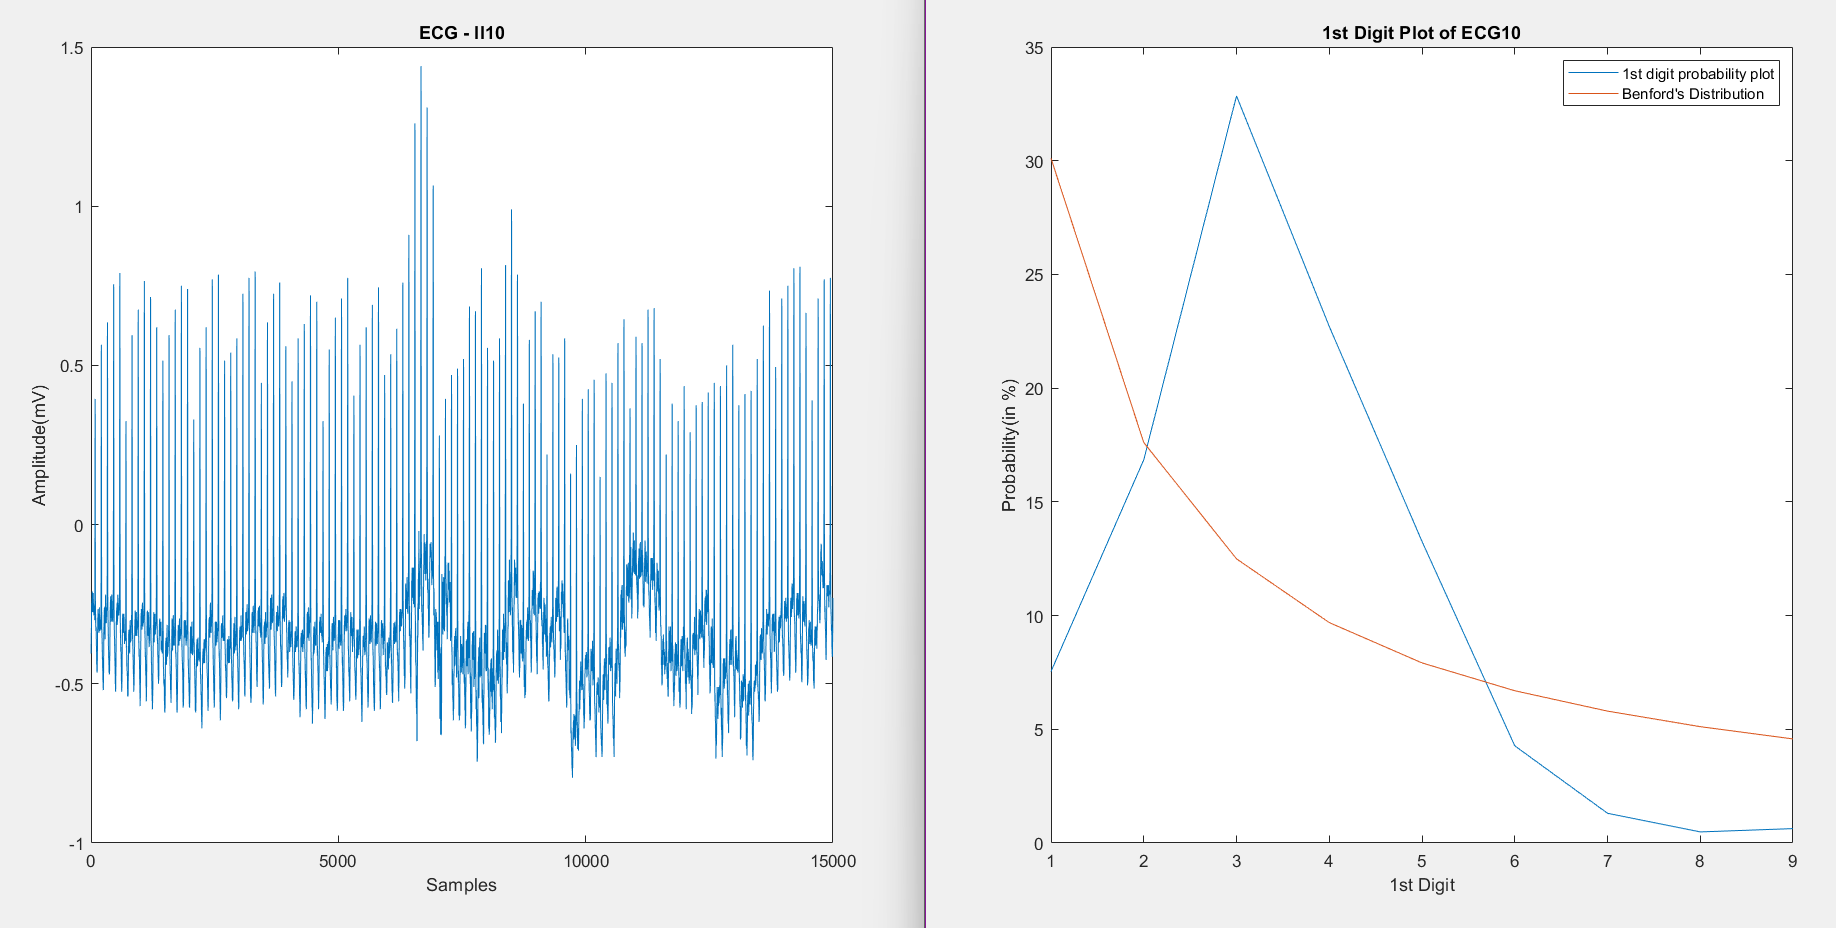 ECG - II10
1.5
1
0.5
0
-0.5
-1
Amplitude(mV)
0 5000 10000 15000
Samples
1st Digit Plot of ECG10
1st digit probability plot
Benford's Distribution
35
30
25
20
15
10
5
0
Probability(in %)
1 2 3 4 5 6 7 8 9
1st Digit